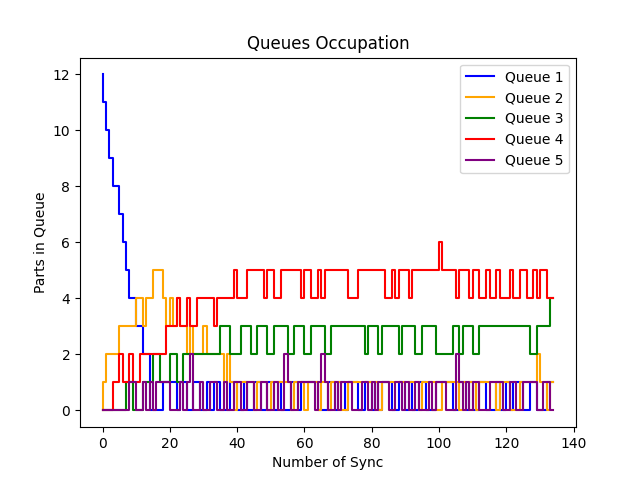 Queues Occupation
Queue 1
Queue 2
Queue 3
Queue 4
Queue 5
Parts in Queue
12
10
8
6
4
2
0
0 20 40 60 80 100 120 140
Number of Sync